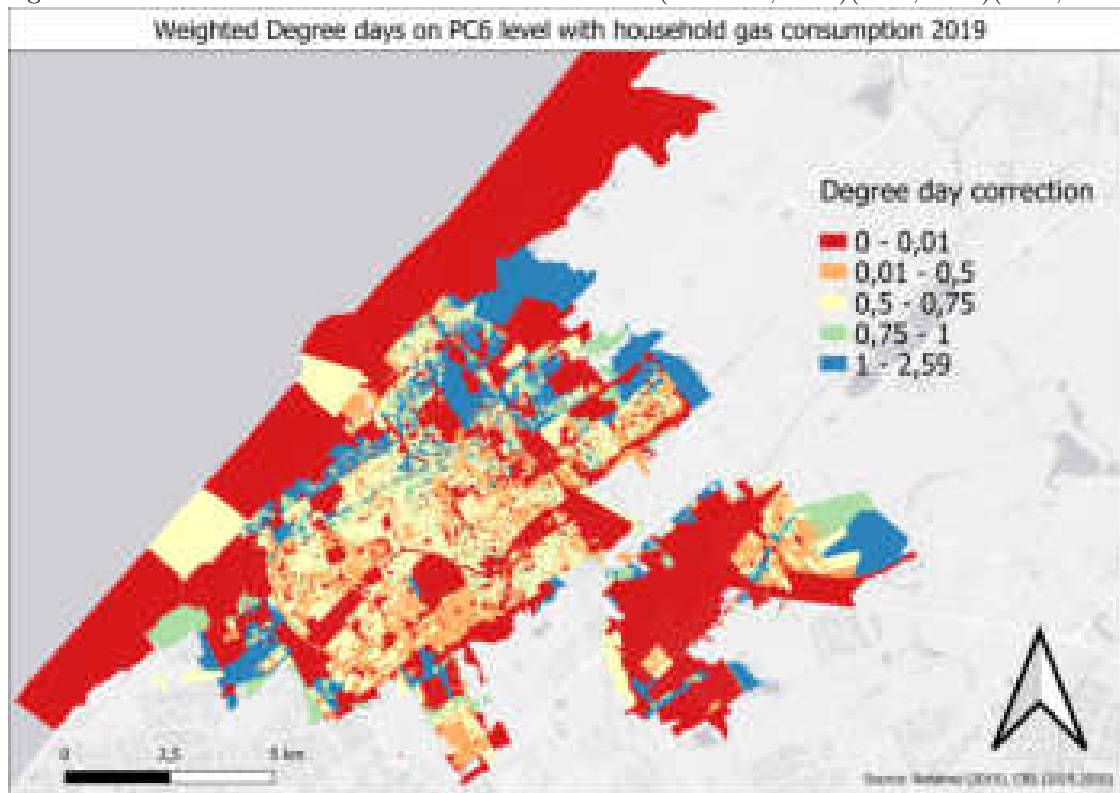 Weighted Degree days on PC6 level with household gas consumption 2019
Degree day correction
0 - 0,01
0,01 - 0,5
0,5 - 0,75
0,75 - 1
1 - 2,59
0 2,5 5 km